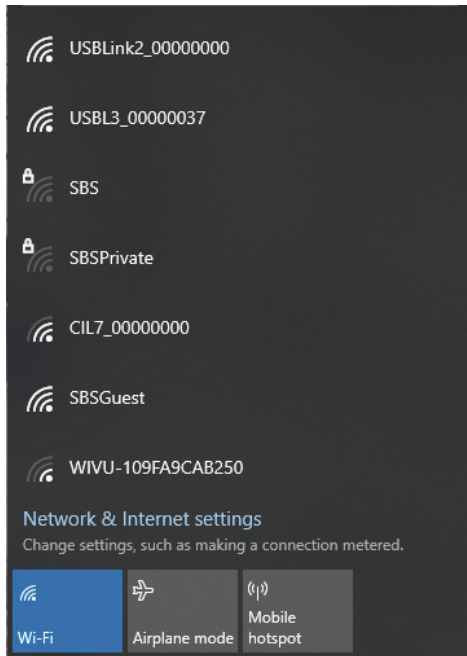 USBLink2_00000000
USBL3_00000037
SBS
SBSPrivate
CIL7_00000000
SBSGuest
WIVU-109FA9CAB250
Network & Internet settings
Change settings, such as making a connection metered.
Wi-Fi
Airplane mode
Mobile
hotspot